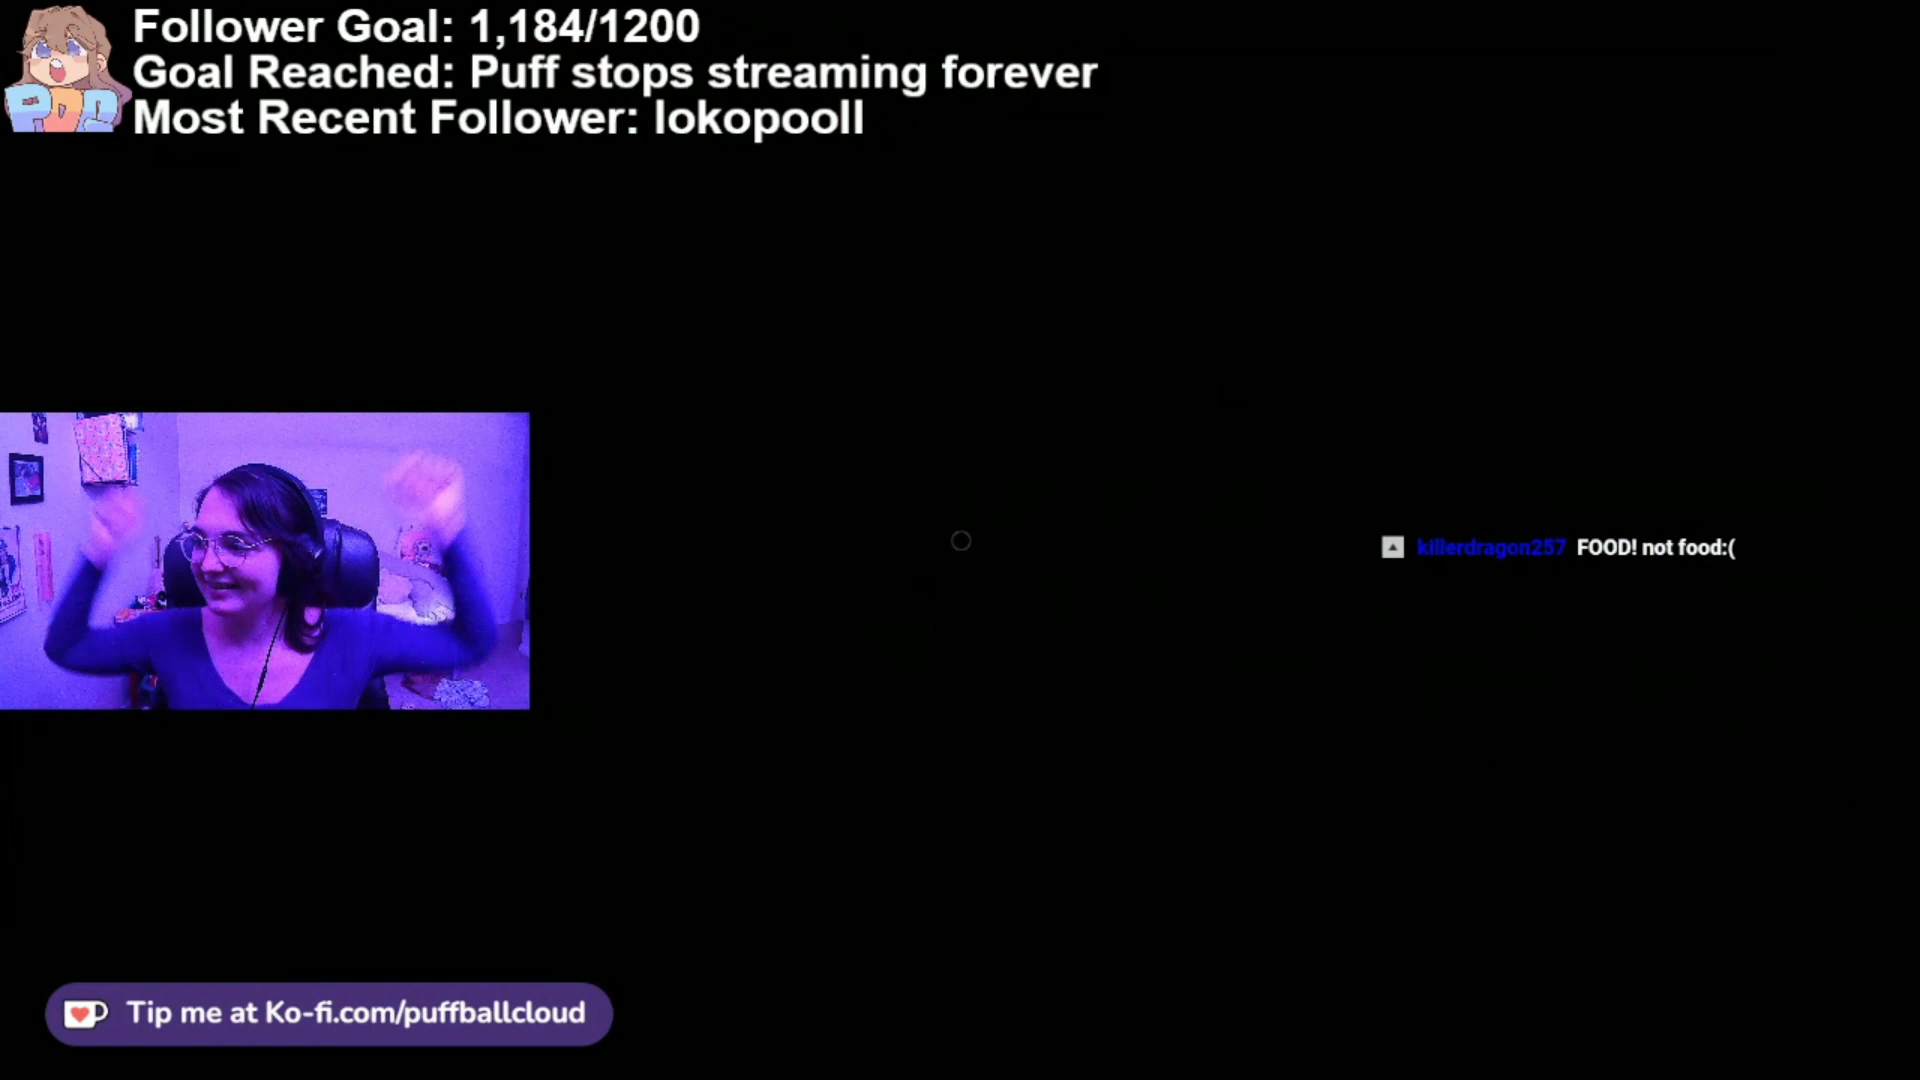 Follower Goal: 1,184/1200
Goal Reached: Puff stops streaming forever
Most Recent Follower: lokopooll
PDC
killerdragon257 FOOD! not food:(
Tip me at Ko-fi.com/puffballcloud